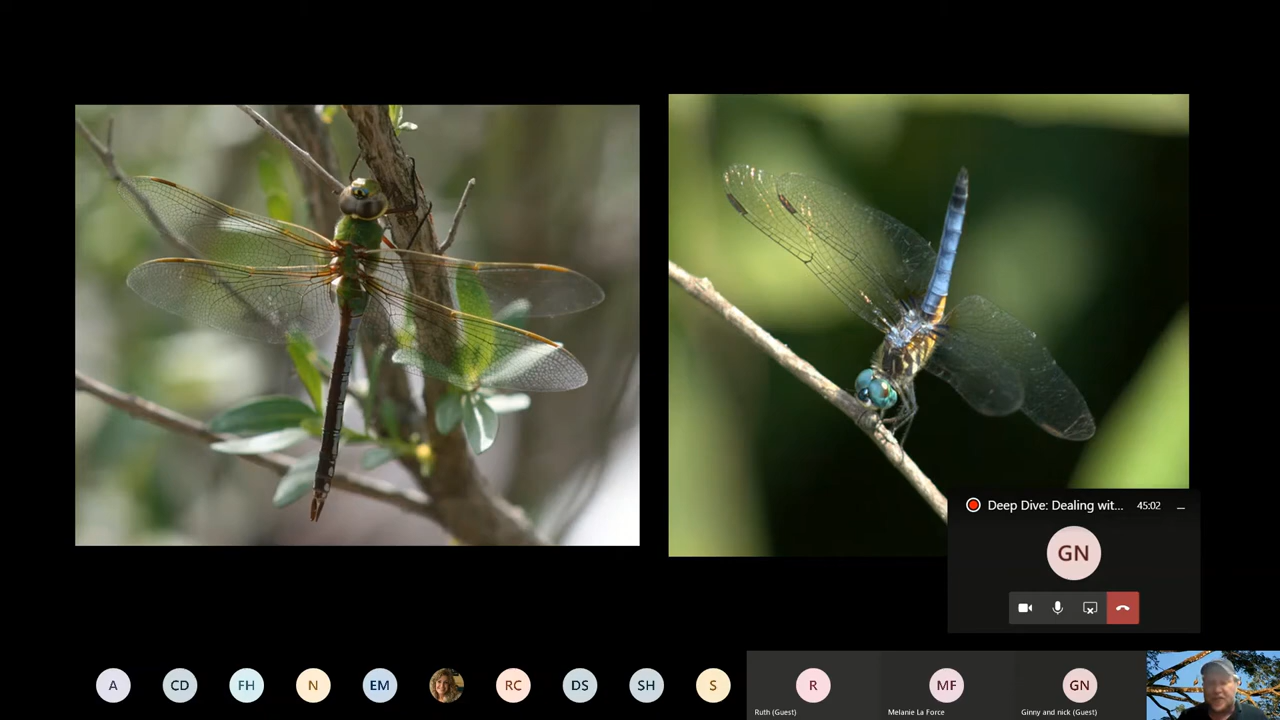 Deep Dive: Dealing wit...
45:02
GN
A
CD
FH
N
EM
RC
DS
SH
S
R
MF
GN
Ruth (Guest)
Melanie La Force
Ginny and nick (Guest)